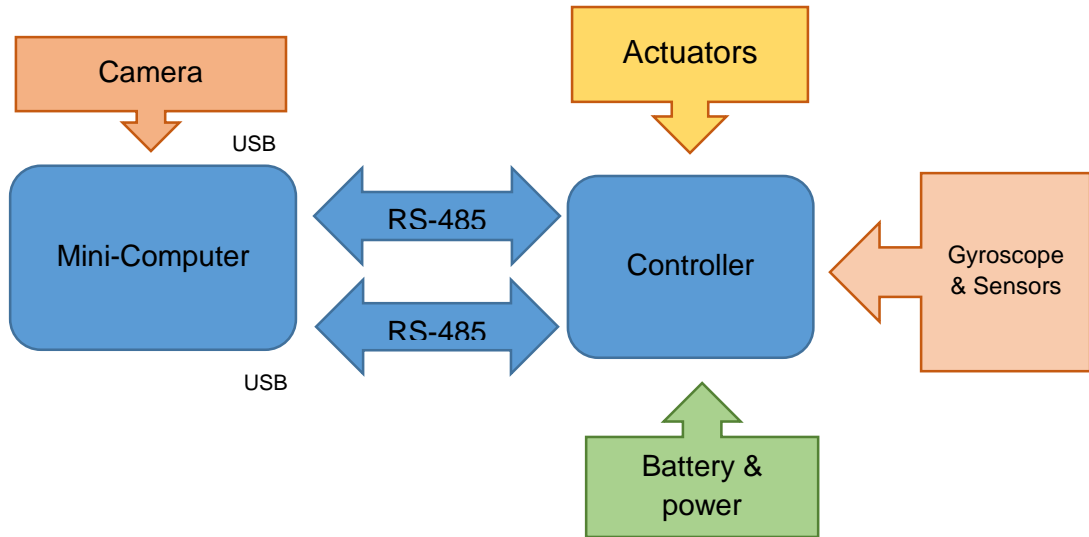 Camera
Actuators
USB
RS-485
Mini-Computer
Controller
Gyroscope
& Sensors
RS-485
USB
Battery &
power